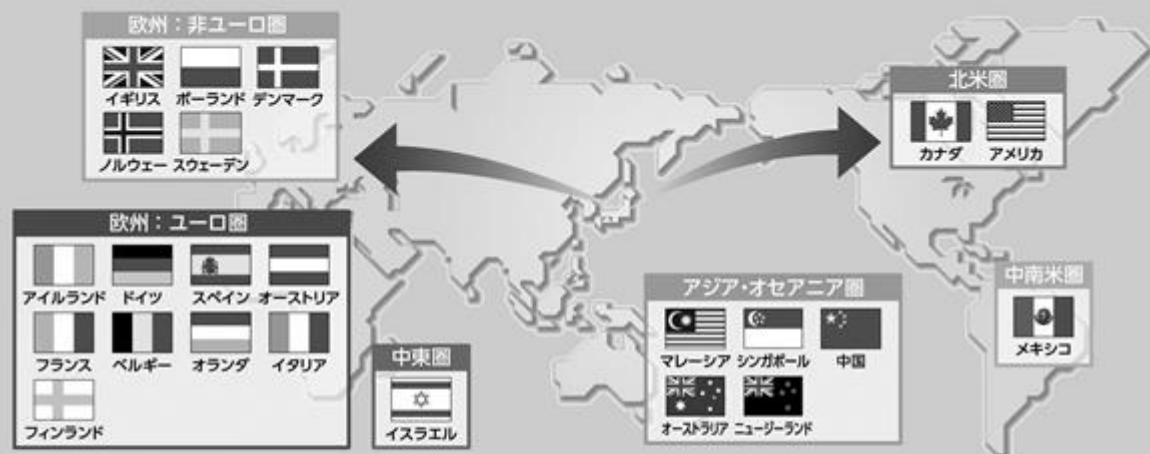 欧州：非ユーロ圏
イギリス ポーランド デンマーク
ノルウェー スウェーデン
北米圏
カナダ アメリカ
欧州：ユーロ圏
アイルランド ドイツ スペイン オーストリア
フランス ベルギー オランダ イタリア
フィンランド
中東圏
イスラエル
アジア・オセアニア圏
マレーシア シンガポール 中国
オーストラリア ニュージーランド
中南米圏
メキシコ